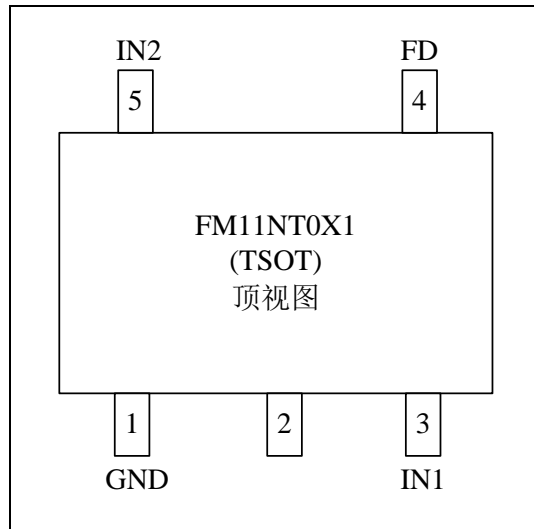 IN2 FD
5 4
FM11NT0X1
(TSOT)
顶视图
1 2 3
GND IN1